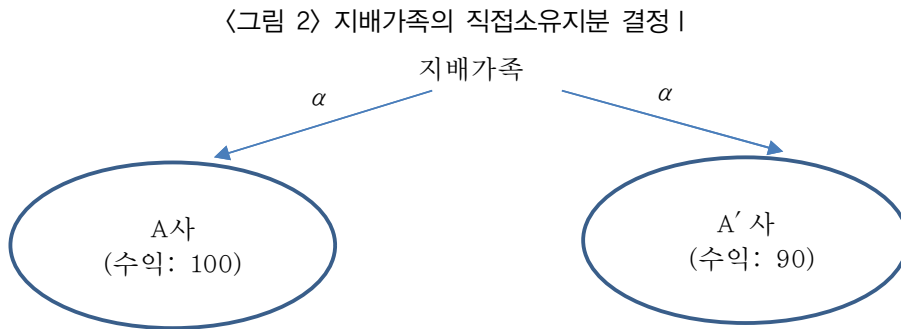 〈그림 2〉 지배가족의 직접소유지분 결정Ⅰ
지배가족
α α
A사
(수익: 100)
A′ 사
(수익: 90)